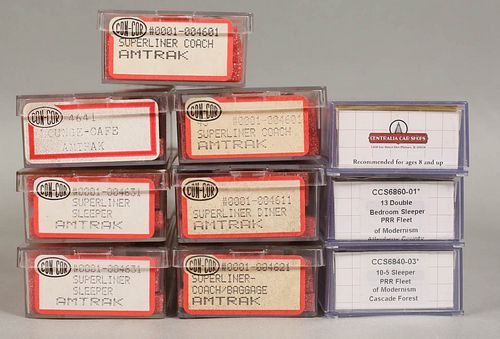 CON-COR #0001-004601
SUPERLINER COACH
AMTRAK
CON-COR 4641
LOUNGE-CAFE
AMTRAK
CON-COR
SUPERLINER COACH
AMTRAK
CENTRALIA CAR SHOPS
Recommended for ages 8 and up
CON-COR #0001-004631
SUPERLINER
SLEEPER
AMTRAK
CON-COR #0001-004611
SUPERLINER DINER
AMTRAK
CCS6860-01*
13 Double
Bedroom Sleeper
PRR Fleet
of Modernism
Allegheny County
CON-COR #0001-004631
SUPERLINER
SLEEPER
AMTRAK
CON-COR #0001-004621
SUPERLINER-
COACH/BAGGAGE
AMTRAK
CCS6840-03*
10-5 Sleeper
PRR Fleet
of Modernism
Cascade Forest